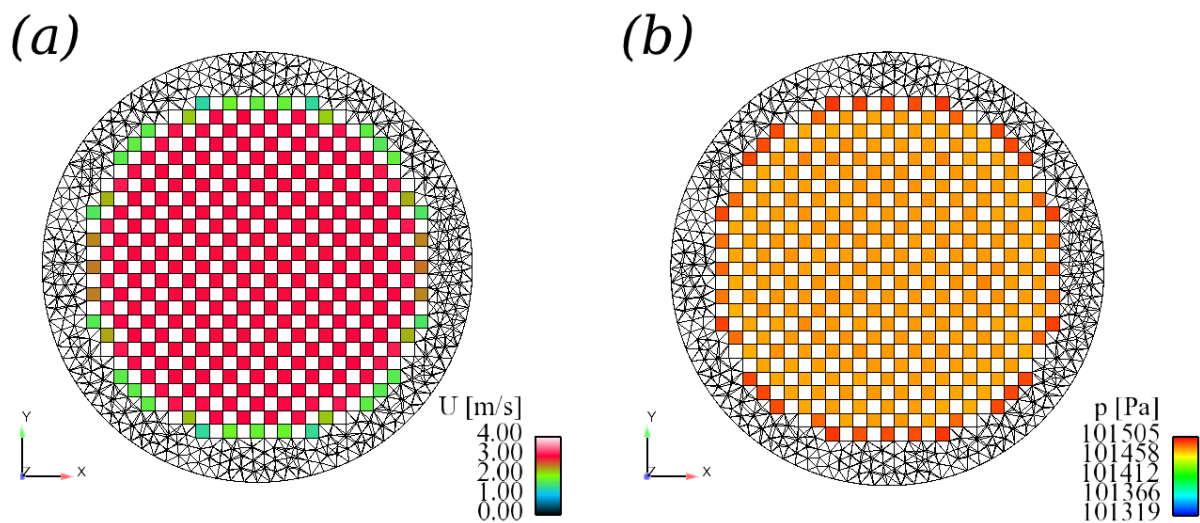 (a)
(b)
U [m/s]
4.00
3.00
2.00
1.00
0.00
Y
Z
X
p [Pa]
101505
101458
101412
101366
101319
Y
Z
X